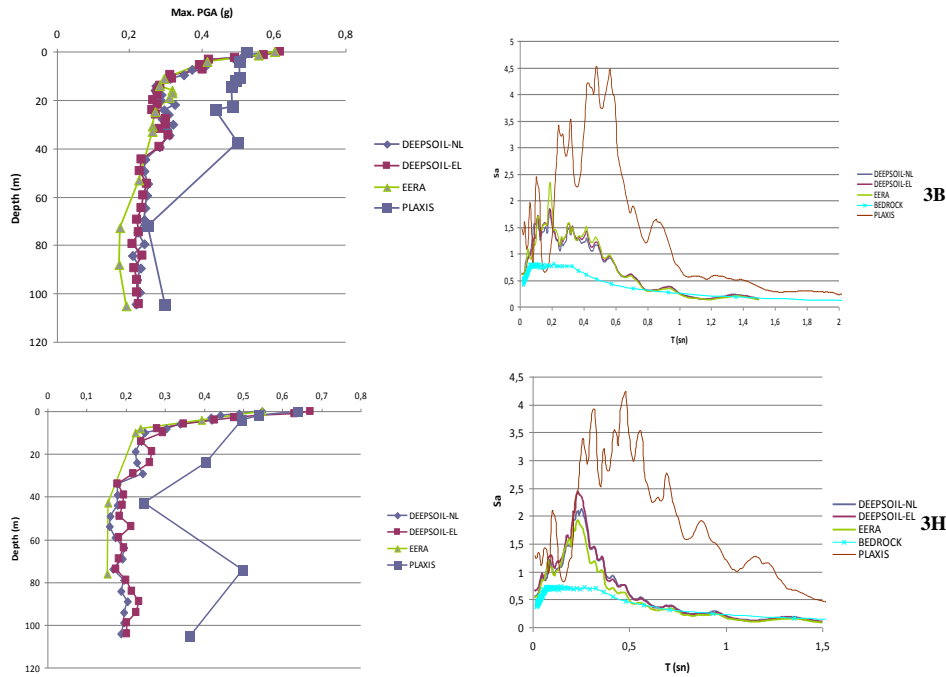 Max. PGA (g)
0 0,2 0,4 0,6 0,8
0
20
40
60
80
100
120
Depth (m)
DEEPSOIL-NL
DEEPSOIL-EL
EERA
PLAXIS
5
4,5
4
3,5
3
2,5
2
1,5
1
0,5
0
Sa
0 0,2 0,4 0,6 0,8 1 1,2 1,4 1,6 1,8 2
T (sn)
DEEPSOIL-NL
DEEPSOIL-EL
EERA
BEDROCK
PLAXIS
3B
0 0,1 0,2 0,3 0,4 0,5 0,6 0,7 0,8
0
20
40
60
80
100
120
Depth (m)
DEEPSOIL-NL
DEEPSOIL-EL
EERA
PLAXIS
4,5
4
3,5
3
2,5
2
1,5
1
0,5
0
Sa
0 0,5 1 1,5
T (sn)
DEEPSOIL-NL
DEEPSOIL-EL
EERA
BEDROCK
PLAXIS
3H